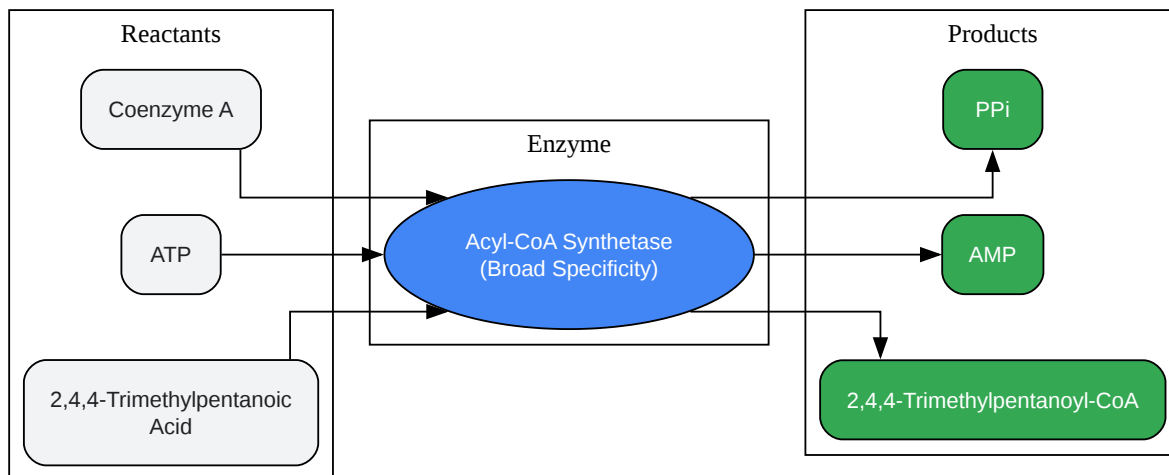 Reactants
Coenzyme A
ATP
2,4,4-Trimethylpentanoic
Acid
Enzyme
Acyl-CoA Synthetase
(Broad Specificity)
Products
PPi
AMP
2,4,4-Trimethylpentanoyl-CoA